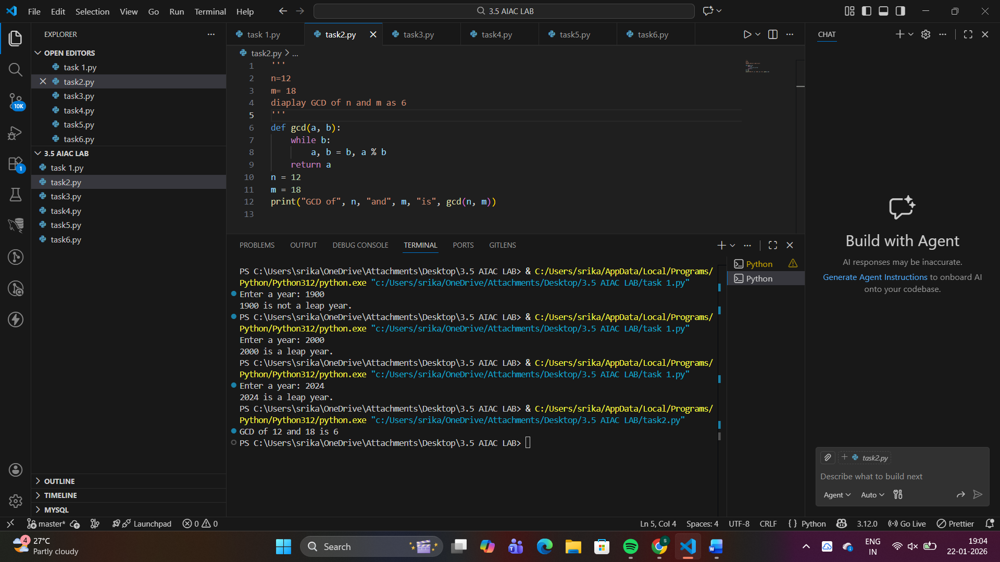 File Edit Selection View Go Run Terminal Help
3.5 AIAC LAB
EXPLORER
OPEN EDITORS
task 1.py
task2.py
task3.py
task4.py
task5.py
task6.py
3.5 AIAC LAB
task 1.py
task2.py
task3.py
task4.py
task5.py
task6.py
OUTLINE
TIMELINE
MYSQL
10K
1
task 1.py task2.py task3.py task4.py task5.py task6.py
task2.py > ...
1 '''
2 n=12
3 m= 18
4 diaplay GCD of n and m as 6
5 '''
6 def gcd(a, b):
7 while b:
8 a, b = b, a % b
9 return a
10 n = 12
11 m = 18
12 print("GCD of", n, "and", m, "is", gcd(n, m))
13
PROBLEMS OUTPUT DEBUG CONSOLE TERMINAL PORTS GITLENS
PS C:\Users\srika\OneDrive\Attachments\Desktop\3.5 AIAC LAB> & C:/Users/srika/AppData/Local/Programs/
Python/Python312/python.exe "c:/Users/srika/OneDrive/Attachments/Desktop/3.5 AIAC LAB/task 1.py"
Enter a year: 1900
1900 is not a leap year.
PS C:\Users\srika\OneDrive\Attachments\Desktop\3.5 AIAC LAB> & C:/Users/srika/AppData/Local/Programs/
Python/Python312/python.exe "c:/Users/srika/OneDrive/Attachments/Desktop/3.5 AIAC LAB/task 1.py"
Enter a year: 2000
2000 is a leap year.
PS C:\Users\srika\OneDrive\Attachments\Desktop\3.5 AIAC LAB> & C:/Users/srika/AppData/Local/Programs/
Python/Python312/python.exe "c:/Users/srika/OneDrive/Attachments/Desktop/3.5 AIAC LAB/task 1.py"
Enter a year: 2024
2024 is a leap year.
PS C:\Users\srika\OneDrive\Attachments\Desktop\3.5 AIAC LAB> & C:/Users/srika/AppData/Local/Programs/
Python/Python312/python.exe "c:/Users/srika/OneDrive/Attachments/Desktop/3.5 AIAC LAB/task2.py"
GCD of 12 and 18 is 6
PS C:\Users\srika\OneDrive\Attachments\Desktop\3.5 AIAC LAB>
Python
Python
CHAT
Build with Agent
AI responses may be inaccurate.
Generate Agent Instructions to onboard AI
onto your codebase.
task2.py
Describe what to build next
Agent Auto
master* Launchpad 0 0 Ln 5, Col 4 Spaces: 4 UTF-8 CRLF { } Python 3.12.0 Go Live Prettier
4
27°C
Partly cloudy
Search
ENG
IN
19:04
22-01-2026